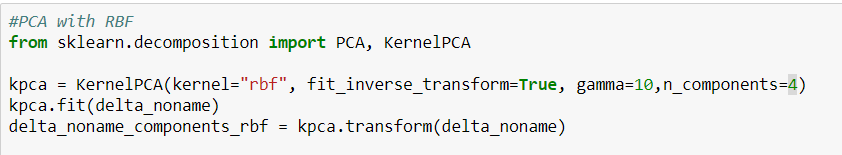 #PCA with RBF
from sklearn.decomposition import PCA, KernelPCA
kpca = KernelPCA(kernel="rbf", fit_inverse_transform=True, gamma=10,n_components=4)
kpca.fit(delta_noname)
delta_noname_components_rbf = kpca.transform(delta_noname)